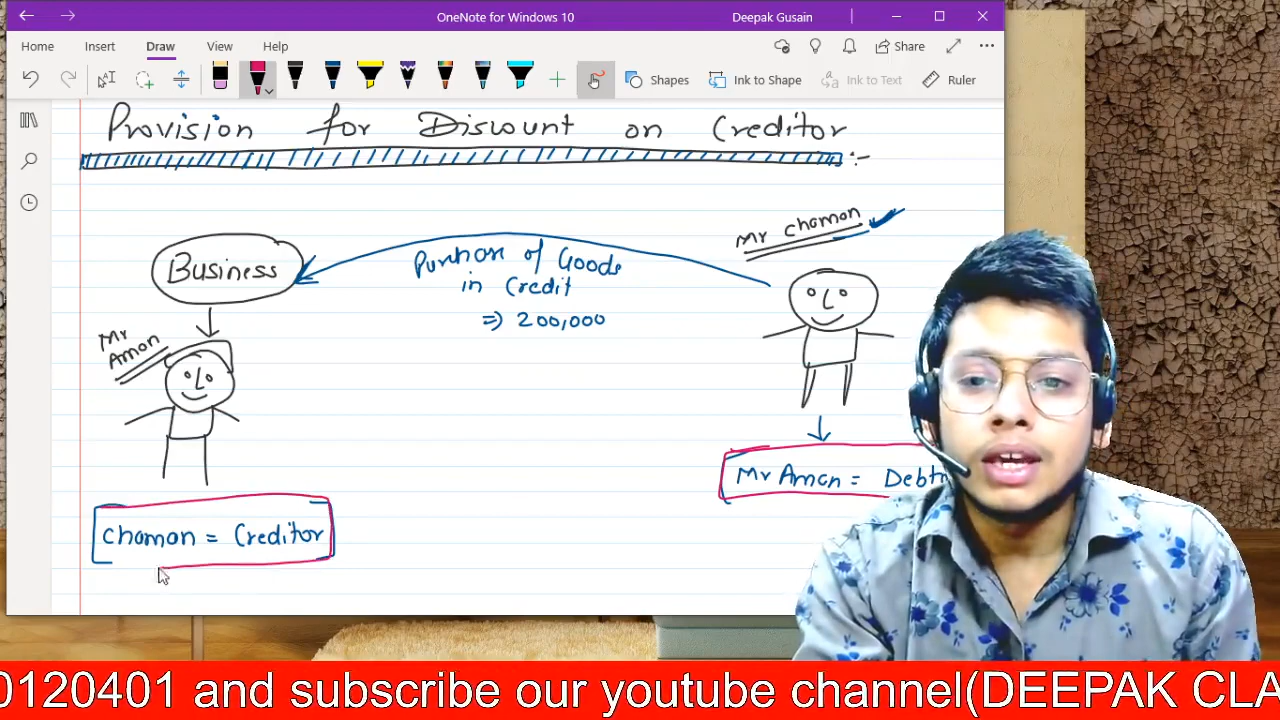 OneNote for Windows 10
Deepak Gusain
Home Insert Draw View Help
Share
Shapes Ink to Shape Ink to Text Ruler
Provision for Discount on Creditor :-
Mr chaman
Business
Purchase of Goods
in Credit
=> 200,000
Mr
Aman
Mr Aman = Debt
chaman = Creditor
0120401 and subscribe our youtube channel(DEEPAK CLA